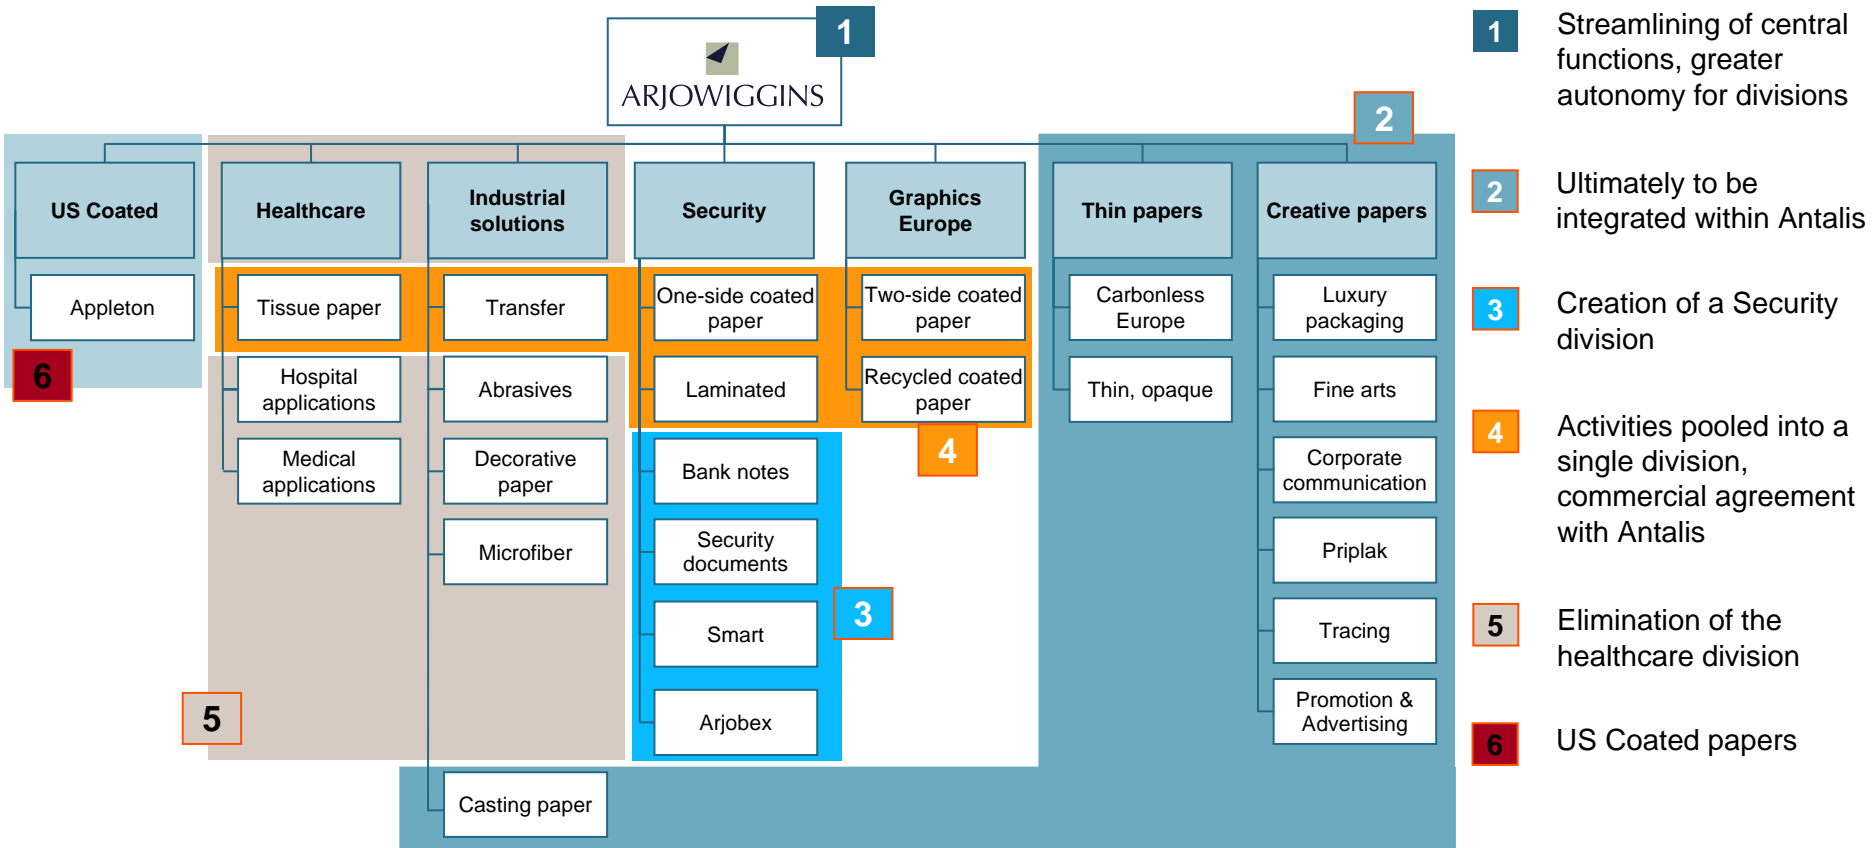 1
ARJOWIGGINS
2
US Coated
Healthcare
Industrial
solutions
Security
Graphics
Europe
Thin papers
Creative papers
Appleton
6
Tissue paper
Hospital
applications
Medical
applications
5
Transfer
Abrasives
Decorative
paper
Microfiber
Casting paper
One-side coated
paper
Laminated
Bank notes
Security
documents
Smart
Arjobex
3
Two-side coated
paper
Recycled coated
paper
4
Carbonless
Europe
Thin, opaque
Luxury
packaging
Fine arts
Corporate
communication
Priplak
Tracing
Promotion &
Advertising
1
Streamlining of central
functions, greater
autonomy for divisions
2
Ultimately to be
integrated within Antalis
3
Creation of a Security
division
4
Activities pooled into a
single division,
commercial agreement
with Antalis
5
Elimination of the
healthcare division
6
US Coated papers